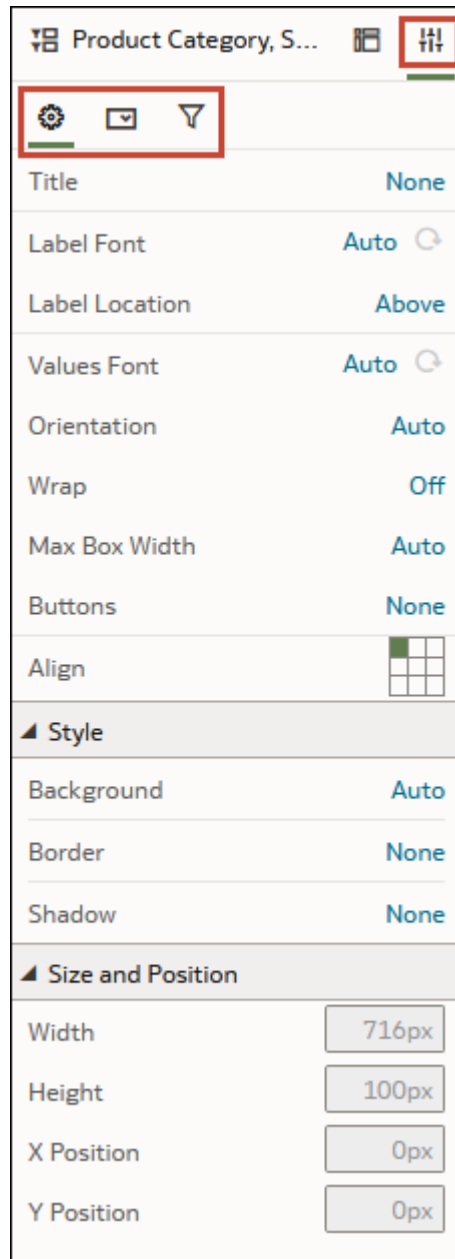 Product Category, S...
Title None
Label Font Auto
Label Location Above
Values Font Auto
Orientation Auto
Wrap Off
Max Box Width Auto
Buttons None
Align
Style
Background Auto
Border None
Shadow None
Size and Position
Width 716px
Height 100px
X Position 0px
Y Position 0px